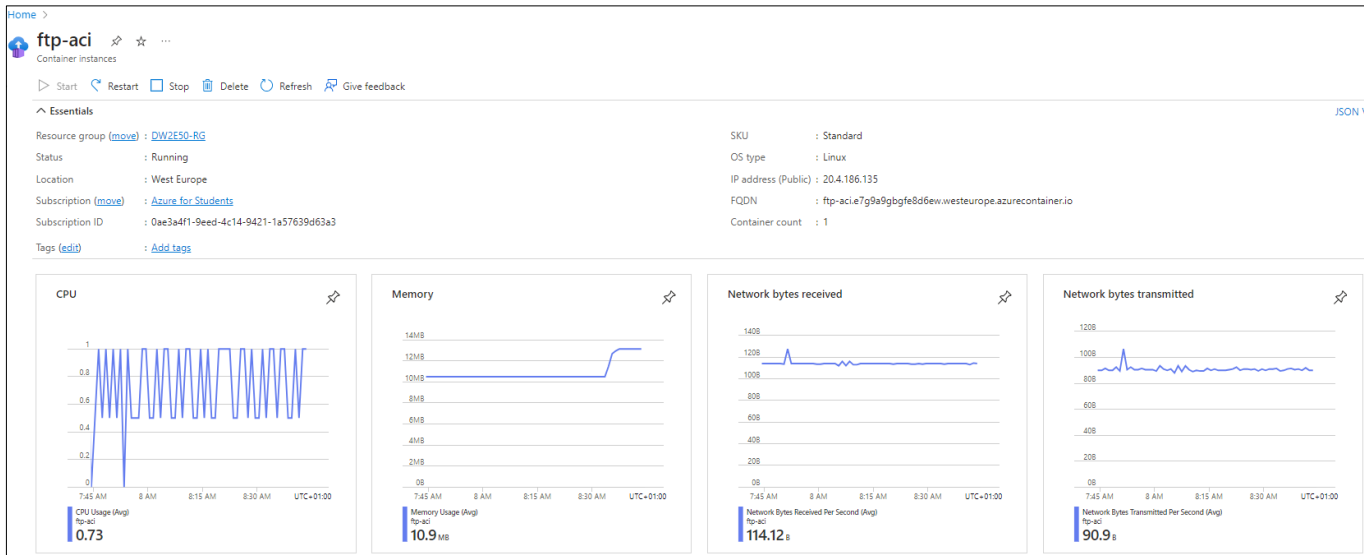 Home >
ftp-aci
Container instances
Start Restart Stop Delete Refresh Give feedback
Essentials
JSON V
Resource group (move) : DW2E50-RG
Status : Running
Location : West Europe
Subscription (move) : Azure for Students
Subscription ID : 0ae3a4f1-9eed-4c14-9421-1a57639d63a3
Tags (edit) : Add tags
SKU : Standard
OS type : Linux
IP address (Public) : 20.4.186.135
FQDN : ftp-aci.e7g9a9gbgfe8d6ew.westeurope.azurecontainer.io
Container count : 1
CPU
1
0.8
0.6
0.4
0.2
0
7:45 AM 8 AM 8:15 AM 8:30 AM UTC+01:00
CPU Usage (Avg)
ftp-aci
0.73
Memory
14MB
12MB
10MB
8MB
6MB
4MB
2MB
0B
7:45 AM 8 AM 8:15 AM 8:30 AM UTC+01:00
Memory Usage (Avg)
ftp-aci
10.9 MB
Network bytes received
140B
120B
100B
80B
60B
40B
20B
0B
7:45 AM 8 AM 8:15 AM 8:30 AM UTC+01:00
Network Bytes Received Per Second (Avg)
ftp-aci
114.12 B
Network bytes transmitted
120B
100B
80B
60B
40B
20B
0B
7:45 AM 8 AM 8:15 AM 8:30 AM UTC+01:00
Network Bytes Transmitted Per Second (Avg)
ftp-aci
90.9 B